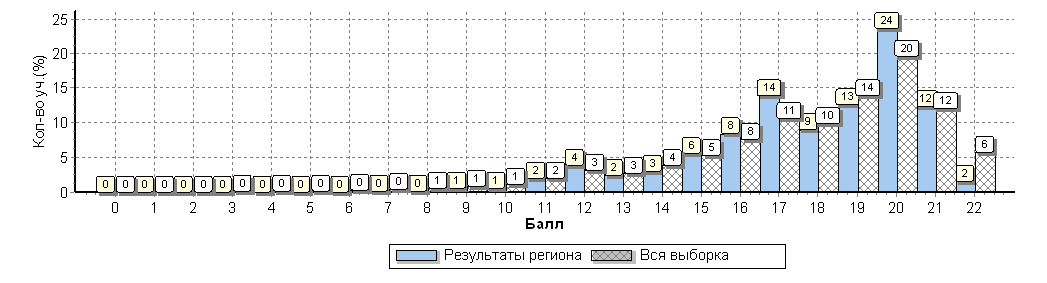 25
20
15
10
5
0
Кол-во уч.(%)
0 0 0 0 0 0 0 0 0 0 0 0 0 0 0 0 0 1 1 1 1 1 2 2 4 3 2 3 3 4 6 5 8 8 14 11 9 10 13 14 24 20 12 12 2 6
0 1 2 3 4 5 6 7 8 9 10 11 12 13 14 15 16 17 18 19 20 21 22
Балл
Результаты региона Вся выборка